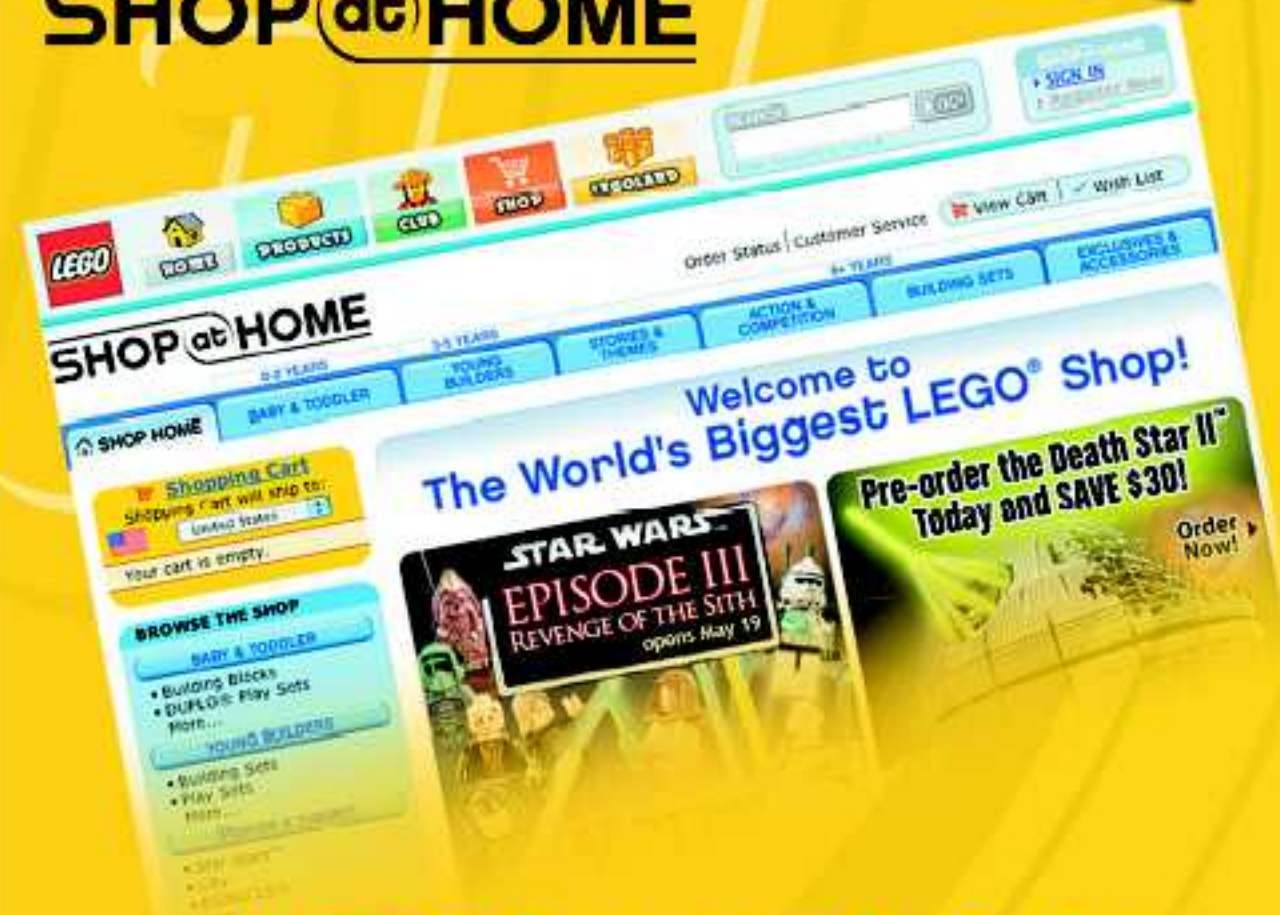 SHOP at HOME
SIGN IN
LEGO
HOME
PRODUCTS
CLUB
SHOP
LEGOLAND
Order Status | Customer Service
View Cart
Wish List
SHOP at HOME
0-2 YEARS
3-5 YEARS
6+ YEARS
SHOP HOME
BABY & TODDLER
YOUNG BUILDERS
STORIES & THEMES
ACTION & COMPETITION
BUILDING SETS
EXCLUSIVES & ACCESSORIES
Welcome to
The World's Biggest LEGO® Shop!
Shopping Cart
Shopping Cart will ship to:
United States
Your cart is empty.
BROWSE THE SHOP
BABY & TODDLER
• Building Blocks
• DUPLO® Play Sets
More...
YOUNG BUILDERS
• Building Sets
• Play Sets
More...
STAR WARS™
EPISODE III
REVENGE OF THE SITH
opens May 19
Pre-order the Death Star II™
Today and SAVE $30!
Order
Now!